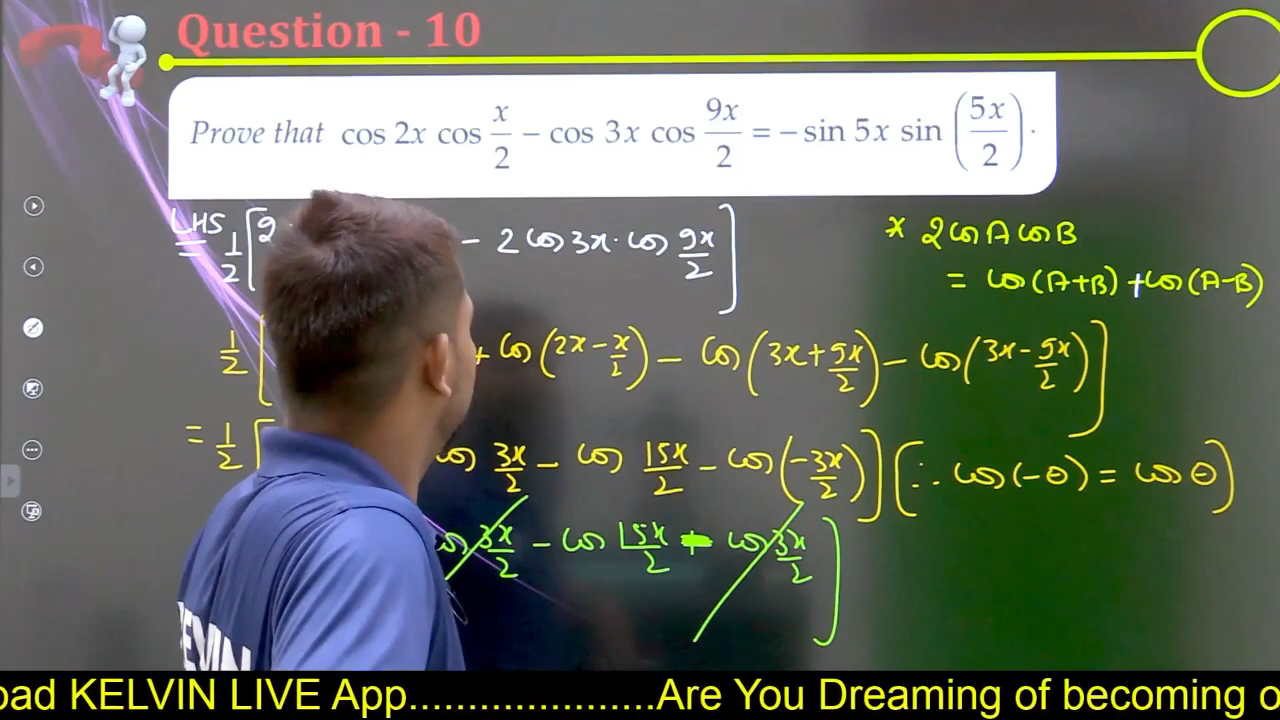 Question - 10
Prove that cos 2x cos x/2 − cos 3x cos 9x/2 = − sin 5x sin (5x/2).
LHS
= 1/2 [2 − 2 cos 3x · cos 9x/2]
* 2 cos A cos B
= cos(A+B) + cos(A-B)
1/2 [ + cos (2x − x/2) − cos (3x + 9x/2) − cos (3x − 9x/2)]
= 1/2 [ cos 3x/2 − cos 15x/2 − cos (−3x/2)] (∵ cos(−θ) = cos θ)
cos 3x/2 − cos 15x/2 - cos 3x/2]
KELVIN
oad KELVIN LIVE App.....................Are You Dreaming of becoming o